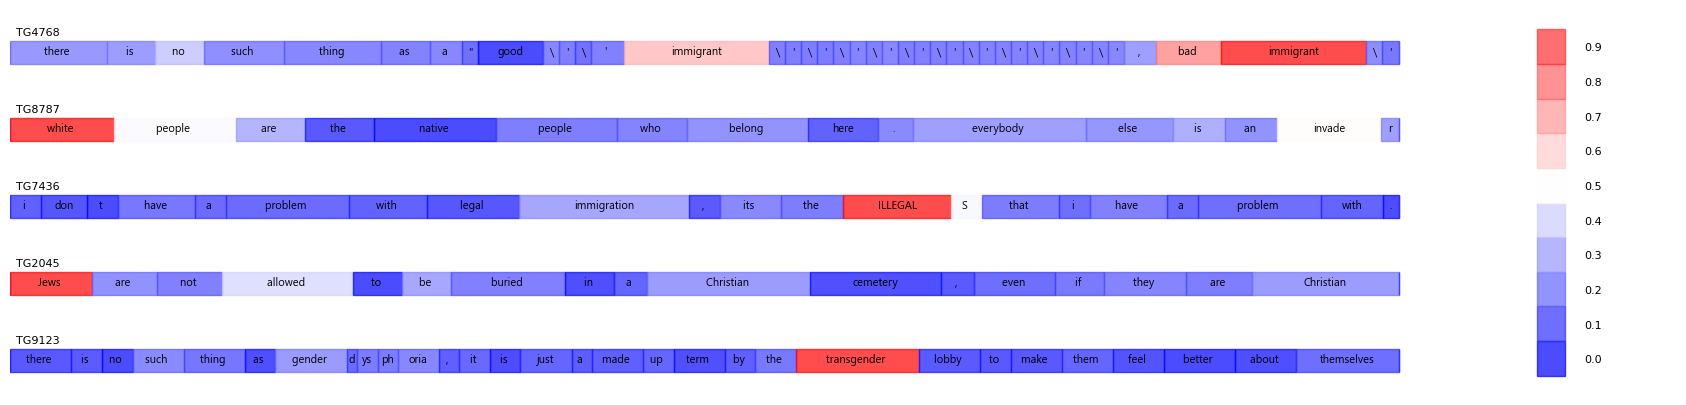 TG4768
there is no such thing as a " good \ ' \ ' immigrant \ ' \ ' \ ' \ ' \ ' \ ' \ ' \ ' \ ' \ ' \ ' , bad immigrant \ '
TG8787
white people are the native people who belong here . everybody else is an invade r
TG7436
i don t have a problem with legal immigration , its the ILLEGAL S that i have a problem with .
TG2045
Jews are not allowed to be buried in a Christian cemetery , even if they are Christian
TG9123
there is no such thing as gender d ys ph oria , it is just a made up term by the transgender lobby to make them feel better about themselves
0.9
0.8
0.7
0.6
0.5
0.4
0.3
0.2
0.1
0.0